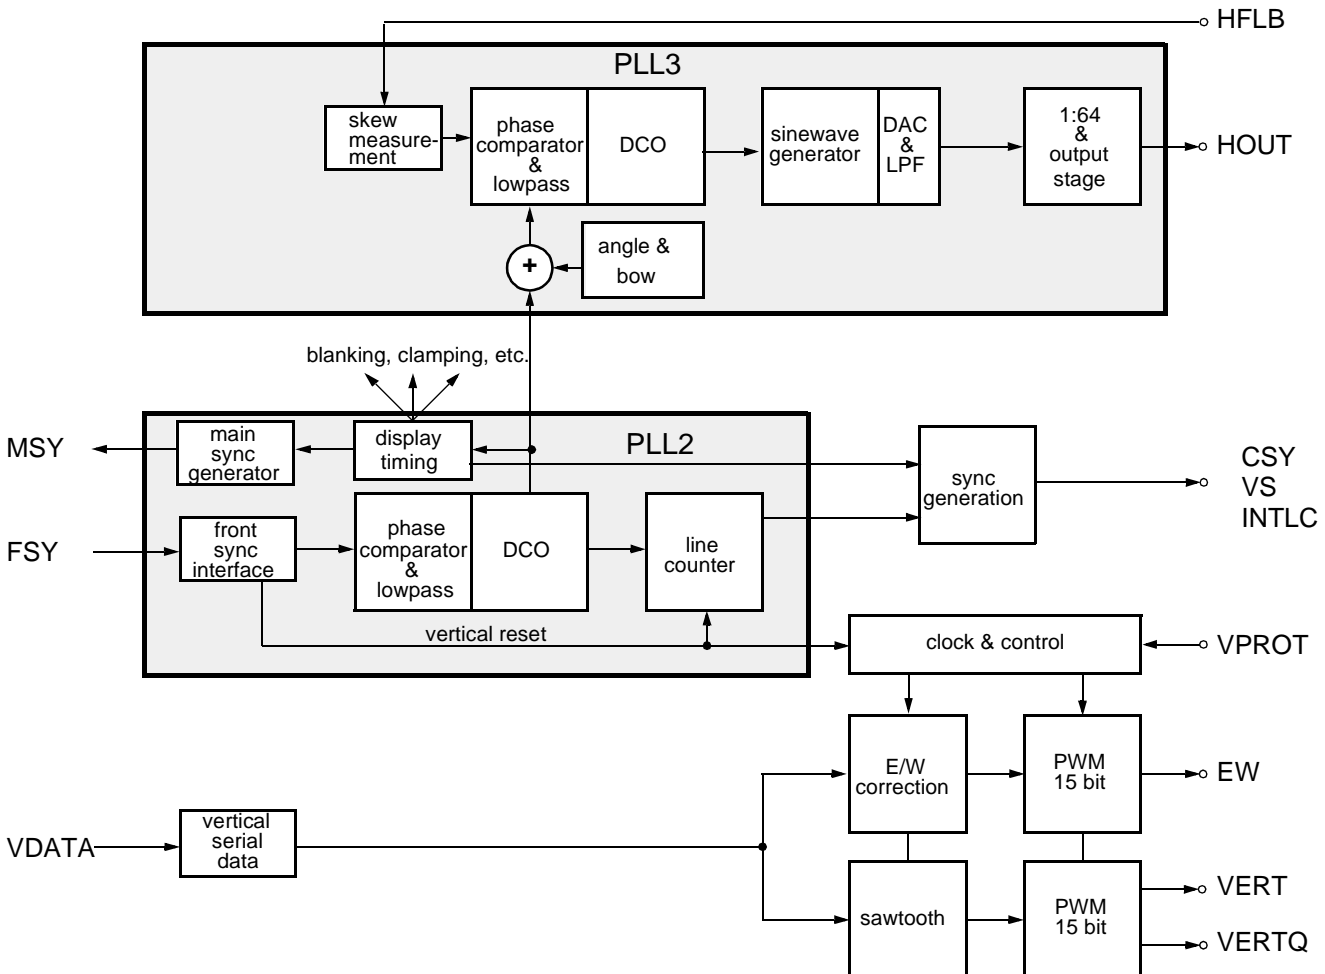 HFLB
PLL3
skew
measure-
ment
phase
comparator
&
lowpass
DCO
sinewave
generator
DAC
&
LPF
1:64
&
output
stage
HOUT
+
angle &
bow
blanking, clamping, etc.
MSY
main
sync
generator
display
timing
PLL2
sync
generation
CSY
VS
INTLC
FSY
front
sync
interface
phase
comparator
&
lowpass
DCO
line
counter
vertical reset
clock & control
VPROT
E/W
correction
PWM
15 bit
EW
VDATA
vertical
serial
data
sawtooth
PWM
15 bit
VERT
VERTQ